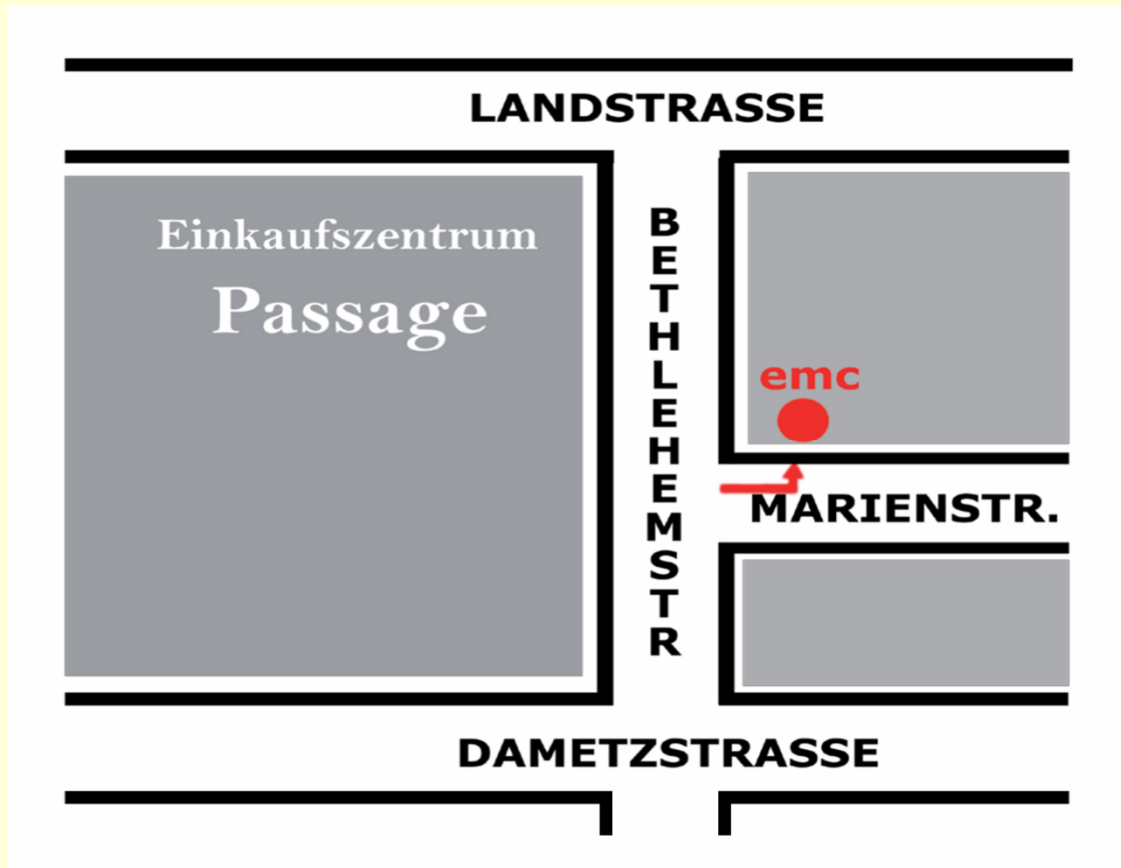 LANDSTRASSE
Einkaufszentrum
Passage
BETHLEHEMSTR
emc
MARIENSTR.
DAMETZSTRASSE